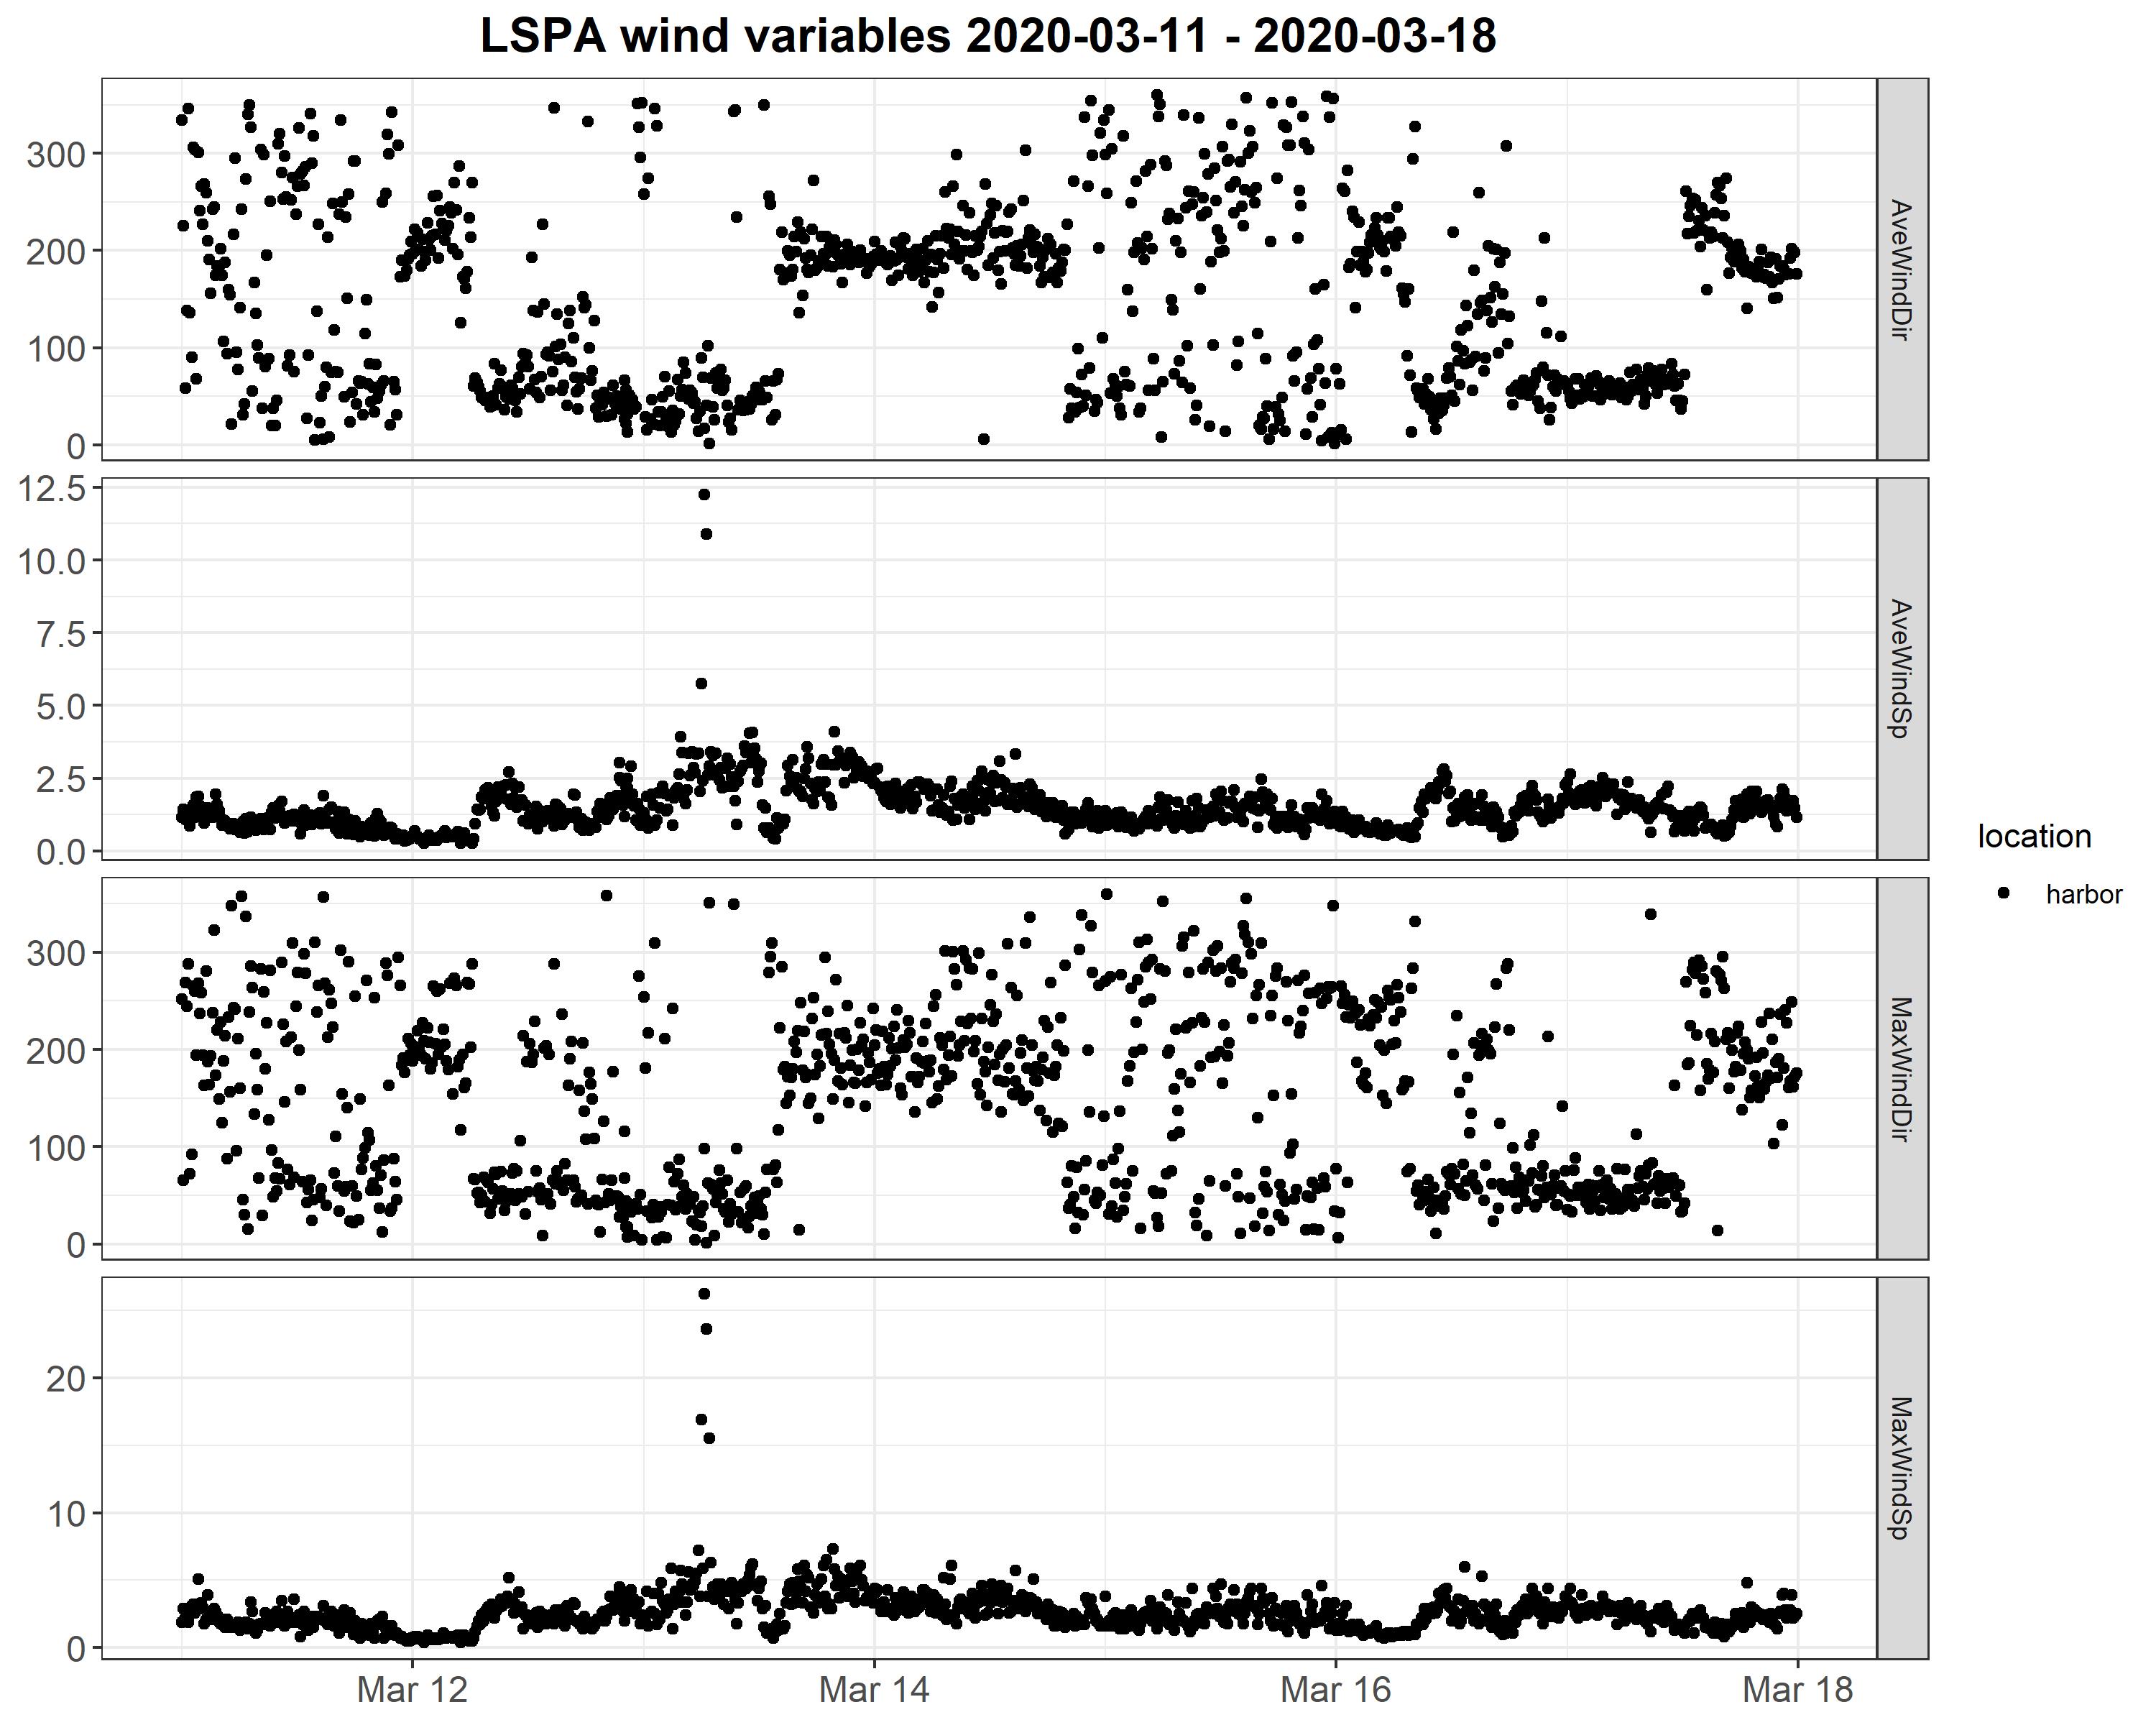 LSPA wind variables 2020-03-11 - 2020-03-18
300
200
100
0
AveWindDir
12.5
10.0
7.5
5.0
2.5
0.0
AveWindSp
location
harbor
300
200
100
0
MaxWindDir
20
10
0
MaxWindSp
Mar 12 Mar 14 Mar 16 Mar 18